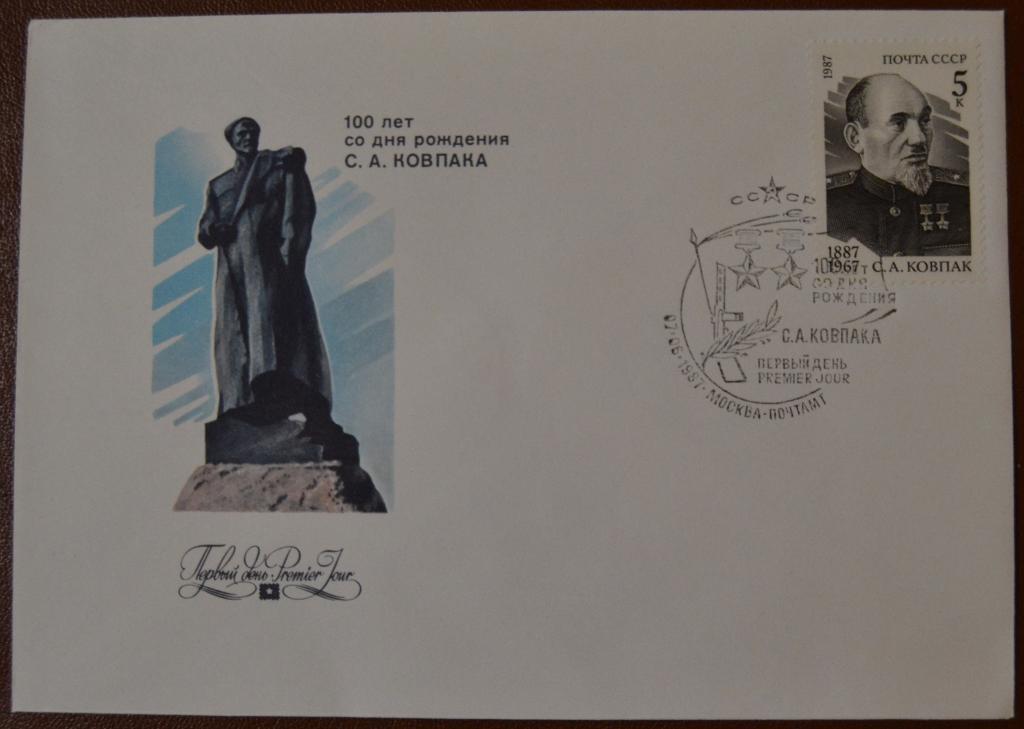 100 лет
со дня рождения
С. А. КОВПАКА
1987
ПОЧТА СССР
5
к
1887
1967 С. А. КОВПАК
СССР
100 лет
СО ДНЯ
РОЖДЕНИЯ
С.А.КОВПАКА
ПЕРВЫЙ ДЕНЬ
PREMIER JOUR
07·06·1987·МОСКВА-ПОЧТАМТ
Первый день Premier Jour